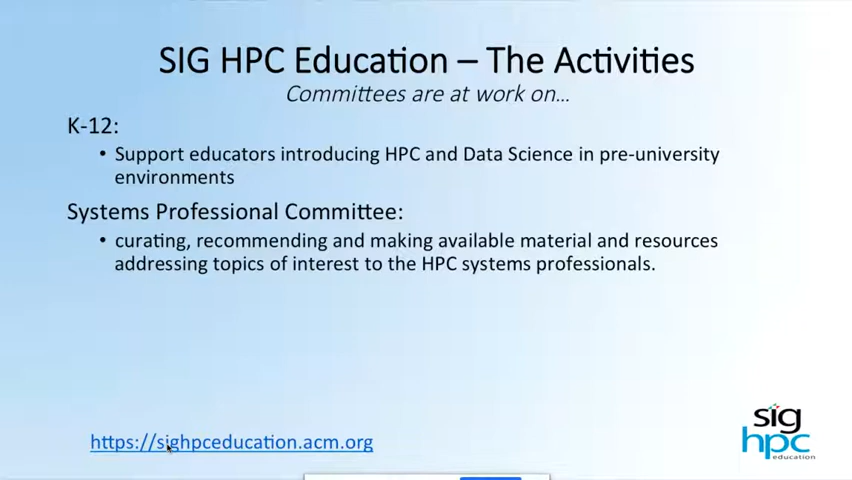 SIG HPC Education – The Activities
Committees are at work on...
K-12:
• Support educators introducing HPC and Data Science in pre-university
environments
Systems Professional Committee:
• curating, recommending and making available material and resources
addressing topics of interest to the HPC systems professionals.
https://sighpceducation.acm.org
sig
hpc
education